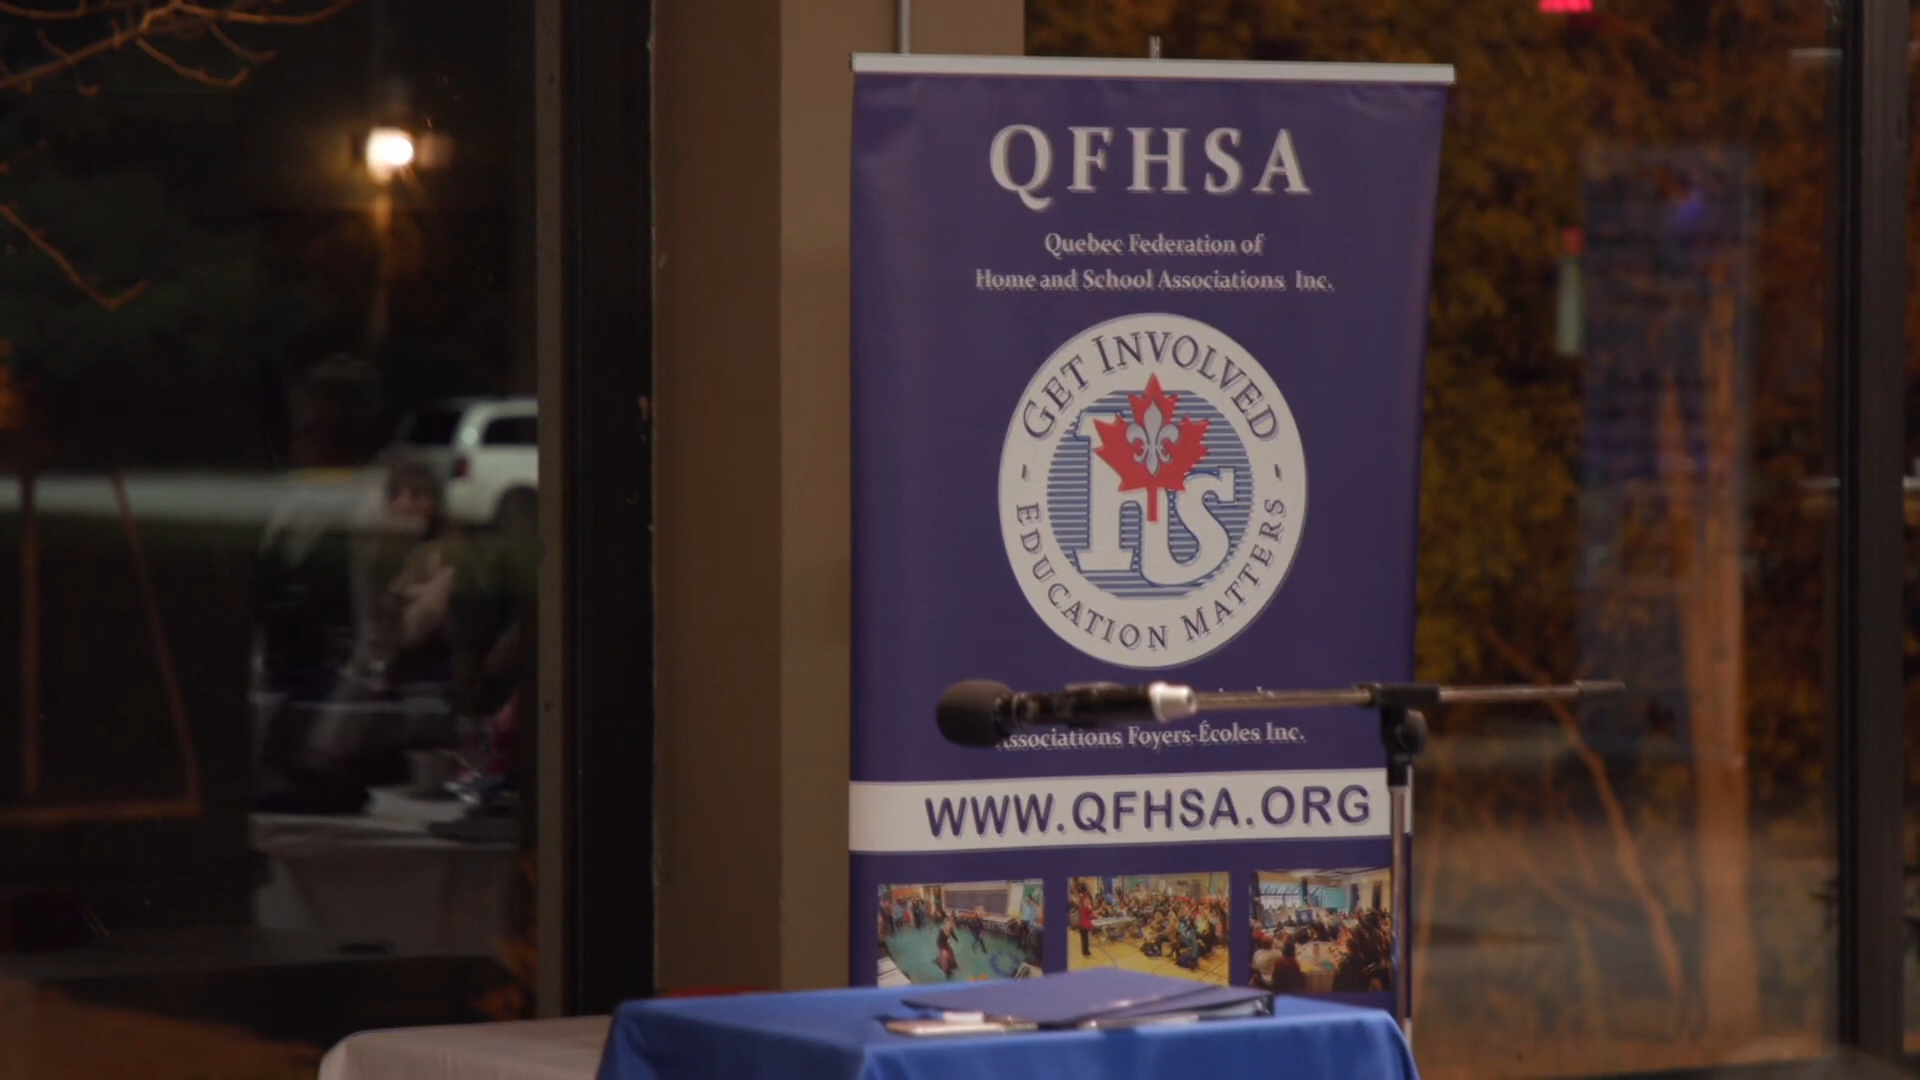 QFHSA
Quebec Federation of
Home and School Associations Inc.
GET INVOLVED
hs
- EDUCATION MATTERS -
Foyers-Écoles Inc.
WWW.QFHSA.ORG